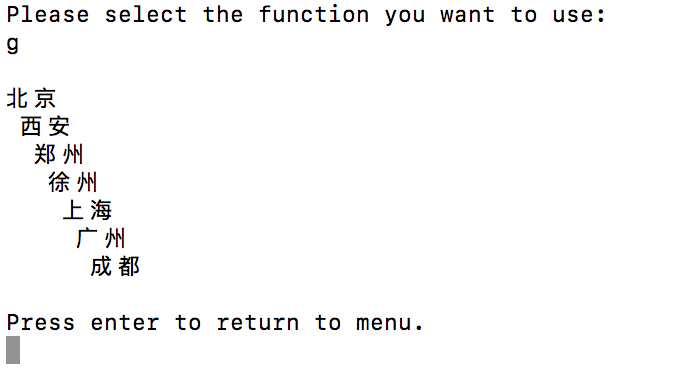 Please select the function you want to use:
g
北京
西安
郑州
徐州
上海
广州
成都
Press enter to return to menu.